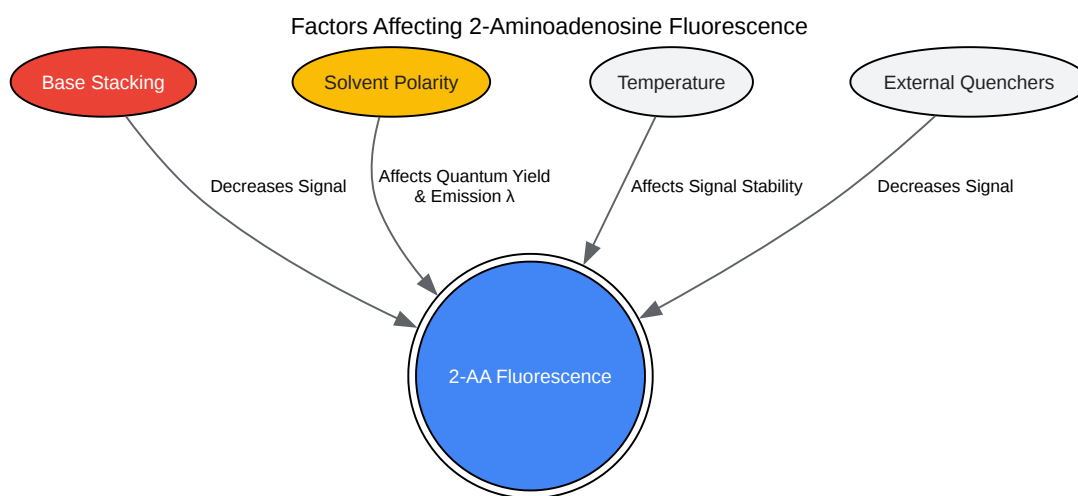 Factors Affecting 2-Aminoadenosine Fluorescence
Base Stacking
Solvent Polarity
Temperature
External Quenchers
Decreases Signal
Affects Quantum Yield
& Emission λ
Affects Signal Stability
Decreases Signal
2-AA Fluorescence